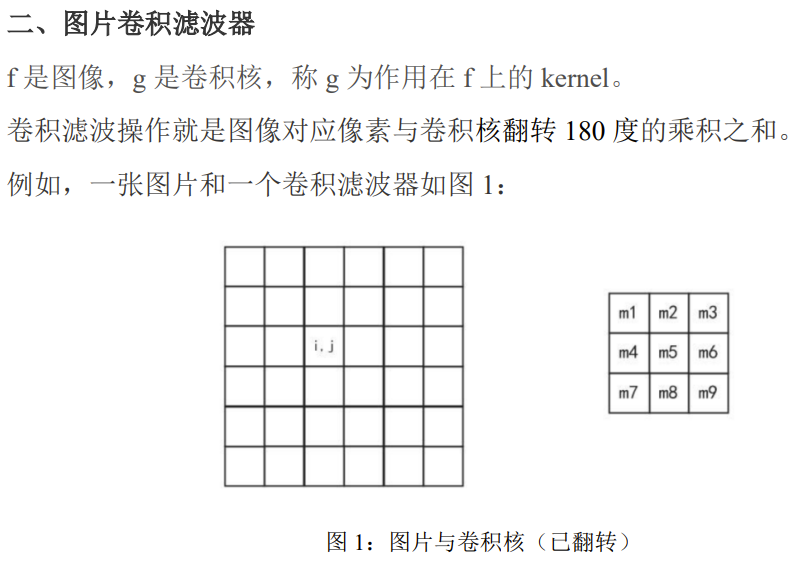 二、图片卷积滤波器
f 是图像，g 是卷积核，称 g 为作用在 f 上的 kernel。
卷积滤波操作就是图像对应像素与卷积核翻转 180 度的乘积之和。
例如，一张图片和一个卷积滤波器如图 1：
i,j
m1 m2 m3
m4 m5 m6
m7 m8 m9
图 1：图片与卷积核（已翻转）